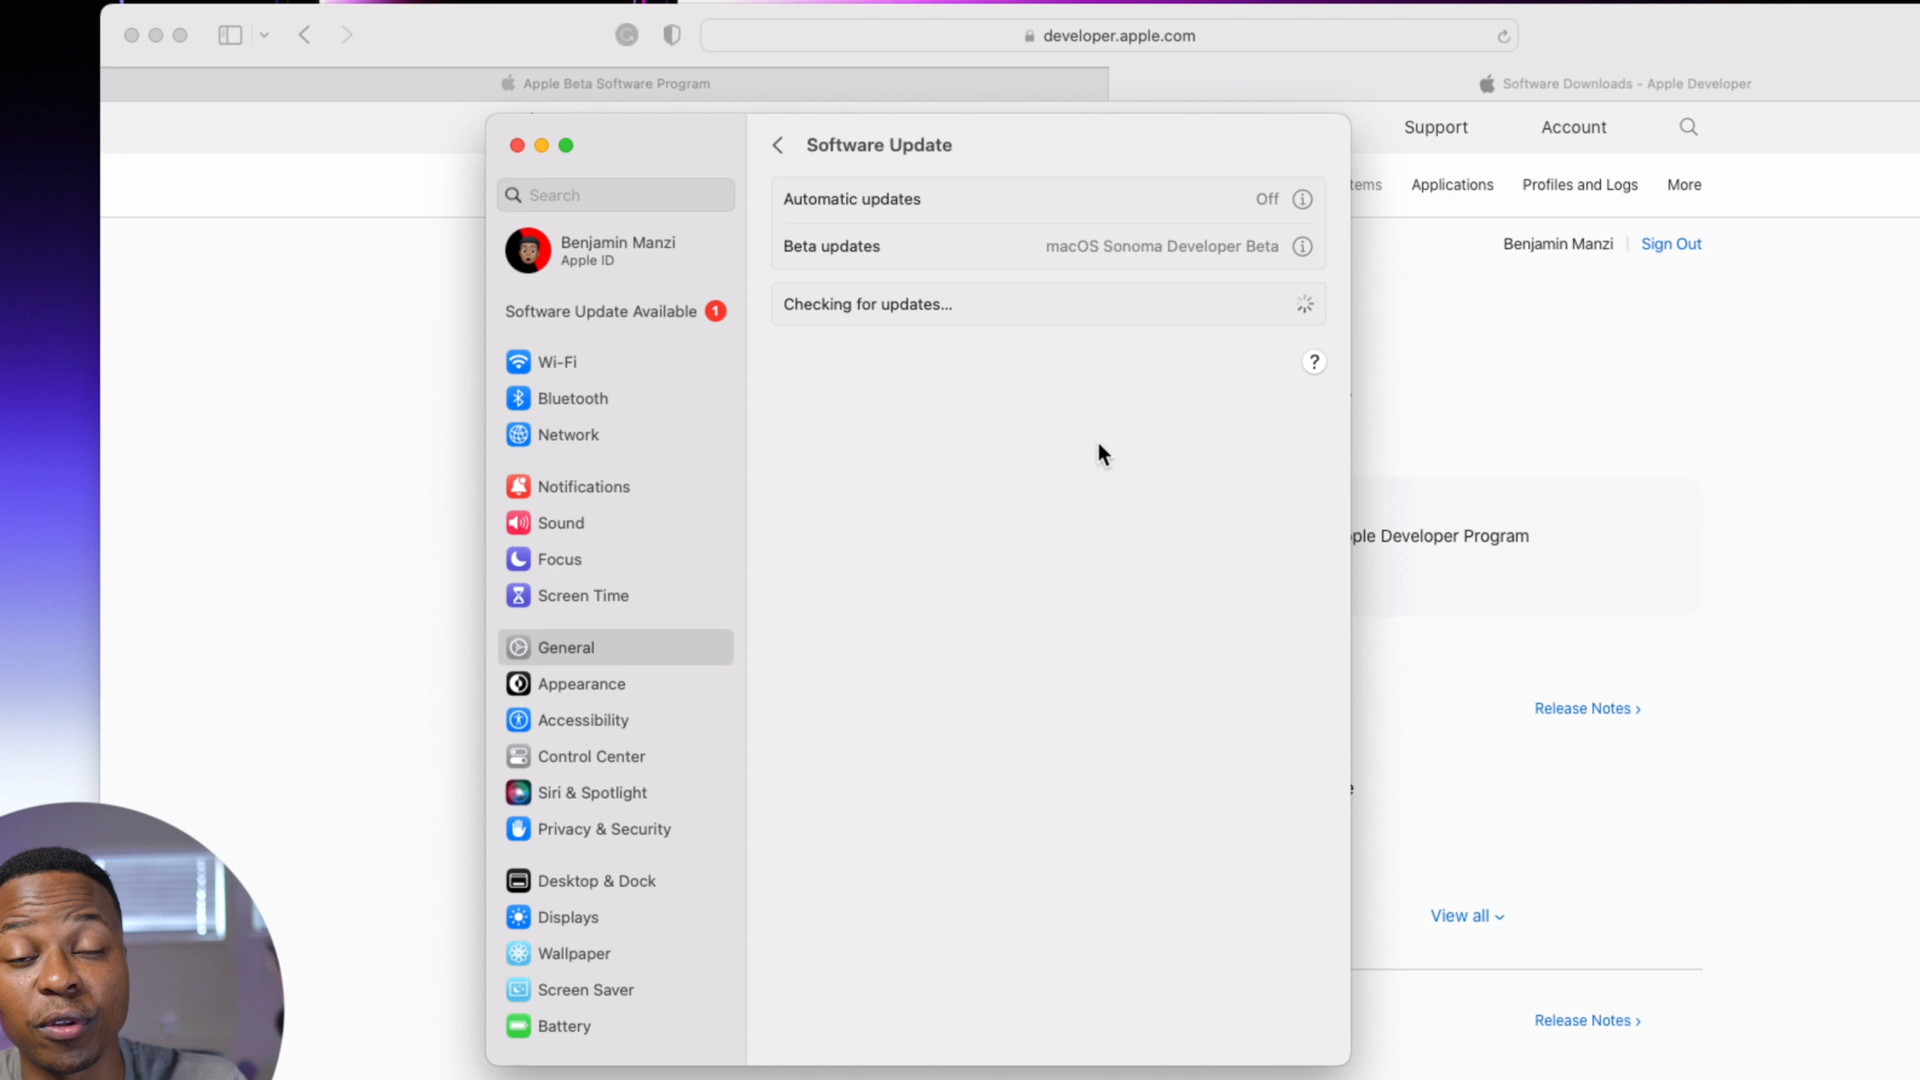 developer.apple.com
Apple Beta Software Program
Software Downloads - Apple Developer
Support
Account
Applications
Profiles and Logs
More
Benjamin Manzi
Sign Out
Software Update
Search
Automatic updates
Off
Beta updates
macOS Sonoma Developer Beta
Checking for updates...
?
Benjamin Manzi
Apple ID
Software Update Available 1
Wi-Fi
Bluetooth
Network
Notifications
Sound
Focus
Screen Time
General
Appearance
Accessibility
Control Center
Siri & Spotlight
Privacy & Security
Desktop & Dock
Displays
Wallpaper
Screen Saver
Battery
Developer Program
Release Notes ›
View all
Release Notes ›